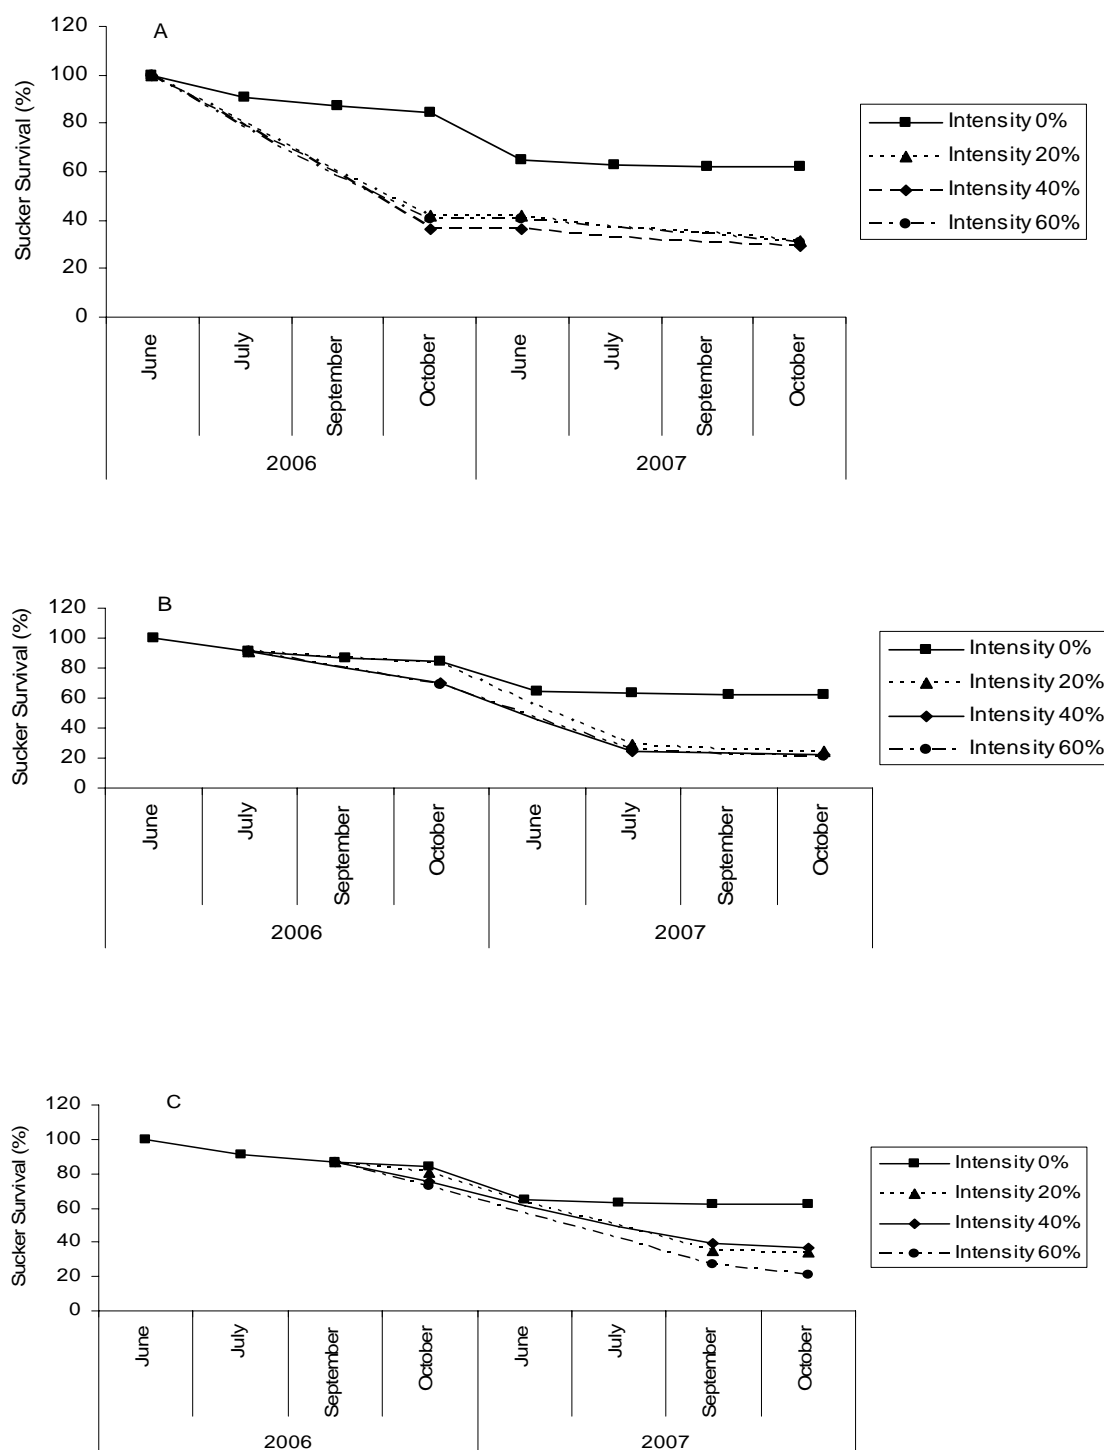 A
Sucker Survival (%)
120
100
80
60
40
20
0
June
July
September
October
June
July
September
October
2006
2007
Intensity 0%
Intensity 20%
Intensity 40%
Intensity 60%
B
Sucker Survival (%)
120
100
80
60
40
20
0
June
July
September
October
June
July
September
October
2006
2007
Intensity 0%
Intensity 20%
Intensity 40%
Intensity 60%
C
Sucker Survival (%)
120
100
80
60
40
20
0
June
July
September
October
June
July
September
October
2006
2007
Intensity 0%
Intensity 20%
Intensity 40%
Intensity 60%